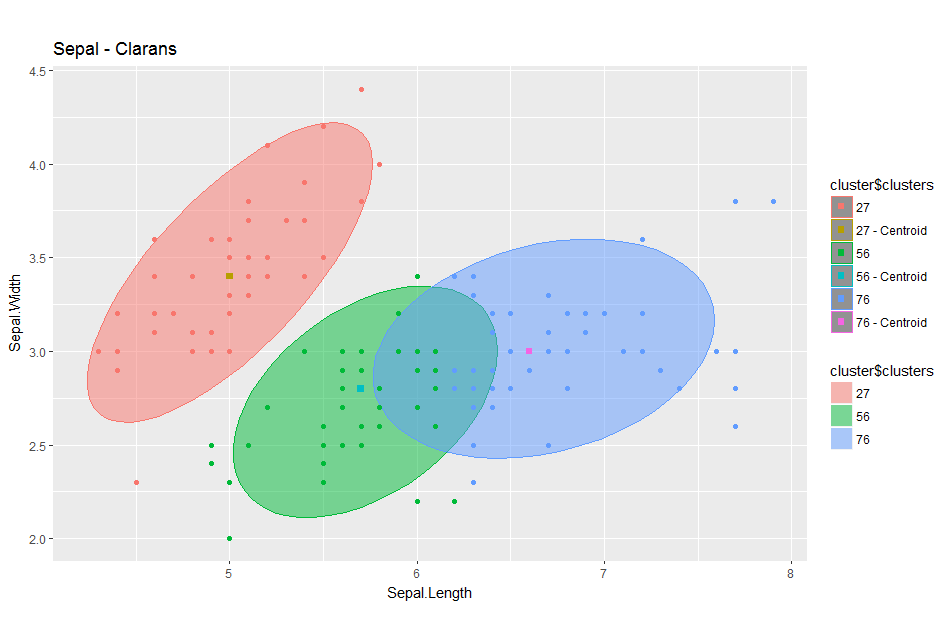 Sepal - Clarans
4.5
4.0
3.5
3.0
2.5
2.0
Sepal.Width
5
6
7
8
Sepal.Length
cluster$clusters
27
27 - Centroid
56
56 - Centroid
76
76 - Centroid
cluster$clusters
27
56
76